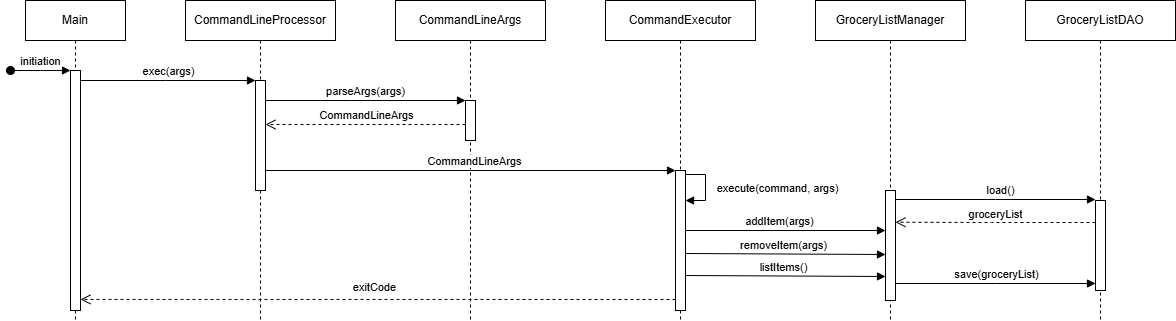 Main
CommandLineProcessor
CommandLineArgs
CommandExecutor
GroceryListManager
GroceryListDAO
initiation
exec(args)
parseArgs(args)
CommandLineArgs
CommandLineArgs
execute(command, args)
load()
groceryList
addItem(args)
removeItem(args)
listItems()
save(groceryList)
exitCode